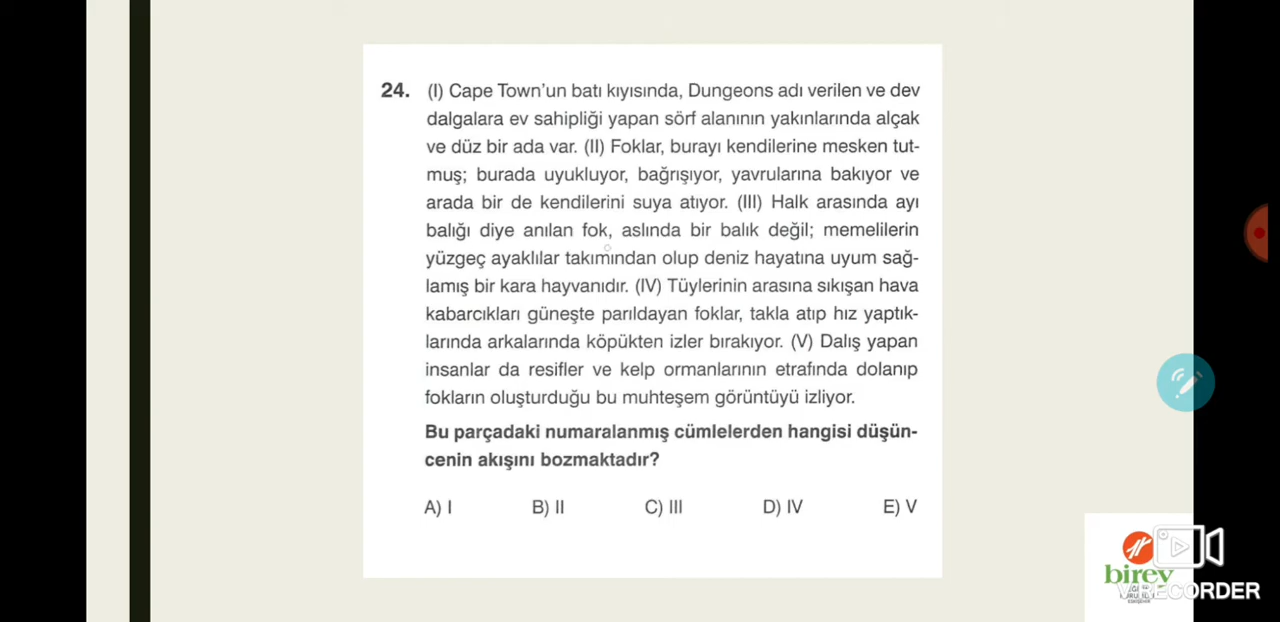 24. (I) Cape Town'un batı kıyısında, Dungeons adı verilen ve dev
dalgalara ev sahipliği yapan sörf alanının yakınlarında alçak
ve düz bir ada var. (II) Foklar, burayı kendilerine mesken tut-
muş; burada uyukluyor, bağrışıyor, yavrularına bakıyor ve
arada bir de kendilerini suya atıyor. (III) Halk arasında ayı
balığı diye anılan fok, aslında bir balık değil; memelilerin
yüzgeç ayaklılar takımından olup deniz hayatına uyum sağ-
lamış bir kara hayvanıdır. (IV) Tüylerinin arasına sıkışan hava
kabarcıkları güneşte parıldayan foklar, takla atıp hız yaptık-
larında arkalarında köpükten izler bırakıyor. (V) Dalış yapan
insanlar da resifler ve kelp ormanlarının etrafında dolanıp
fokların oluşturduğu bu muhteşem görüntüyü izliyor.
Bu parçadaki numaralanmış cümlelerden hangisi düşün-
cenin akışını bozmaktadır?
A) I B) II C) III D) IV E) V
birey
RECORDER